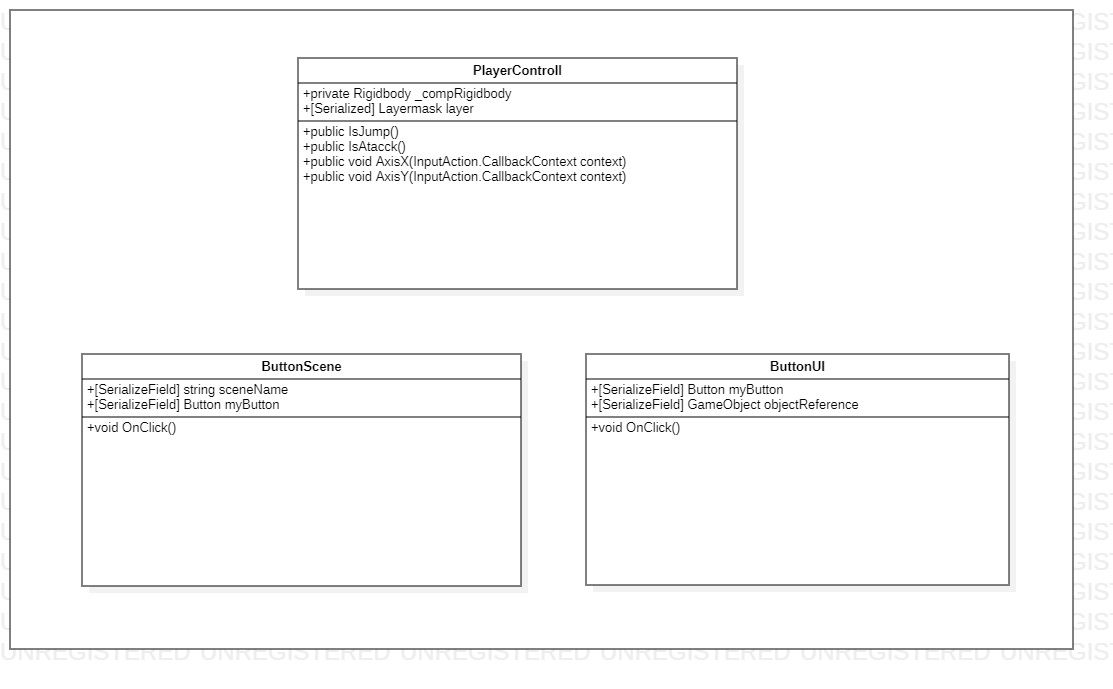 PlayerControll
+private Rigidbody _compRigidbody
+[Serialized] Layermask layer
+public IsJump()
+public IsAtacck()
+public void AxisX(InputAction.CallbackContext context)
+public void AxisY(InputAction.CallbackContext context)
ButtonScene
+[SerializeField] string sceneName
+[SerializeField] Button myButton
+void OnClick()
ButtonUI
+[SerializeField] Button myButton
+[SerializeField] GameObject objectReference
+void OnClick()
UNREGISTERED UNREGISTERED UNREGISTERED UNREGISTERED UNREGISTERED UNREGIST